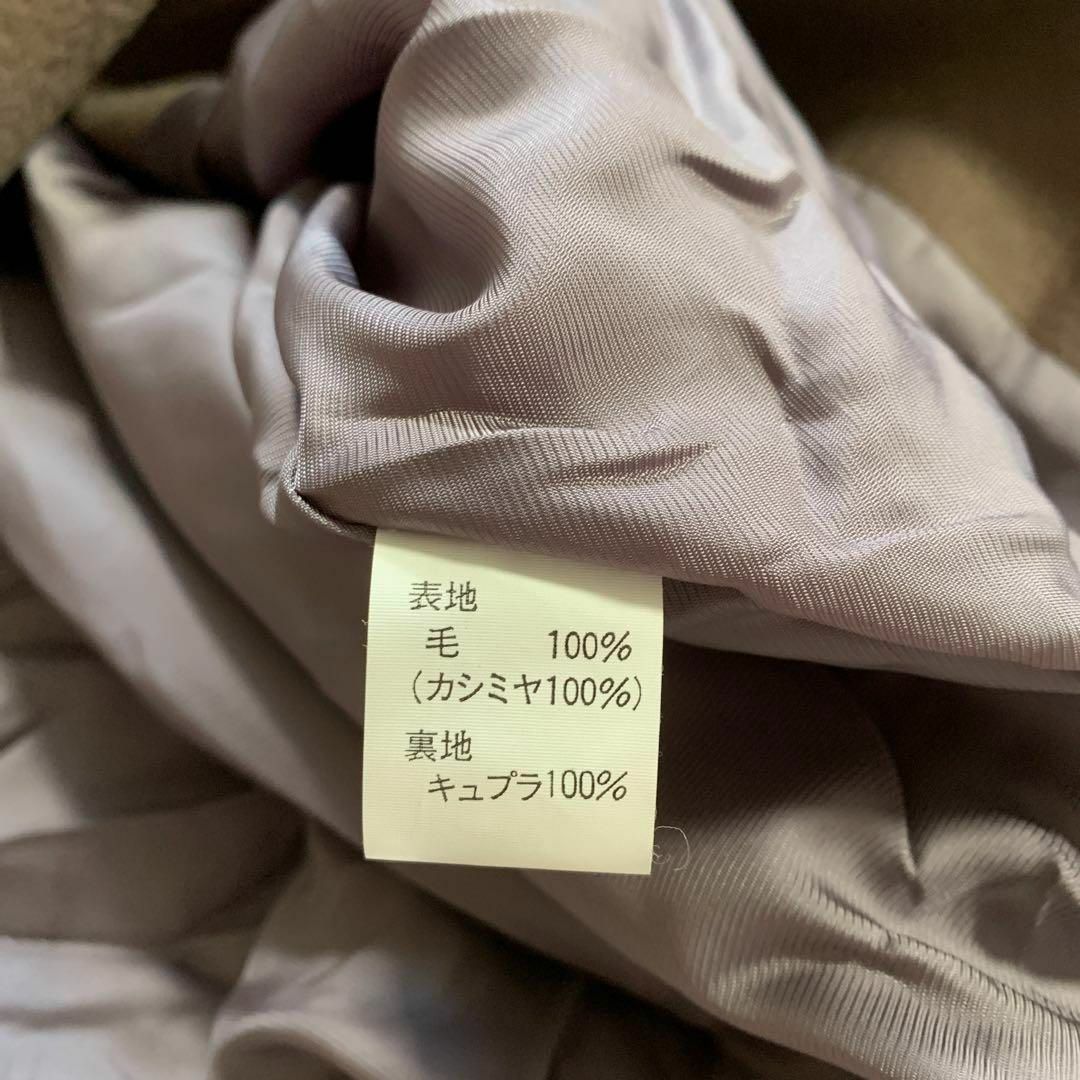 表地
毛 100%
(カシミヤ100%)
裏地
キュプラ100%